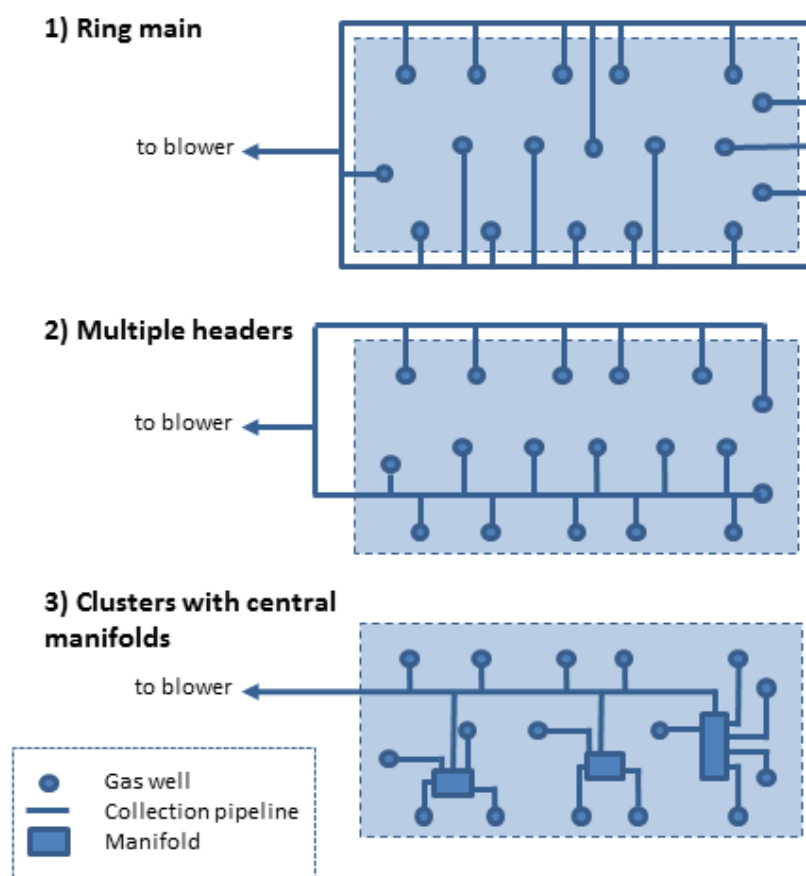 1) Ring main
to blower
2) Multiple headers
to blower
3) Clusters with central
manifolds
to blower
Gas well
Collection pipeline
Manifold